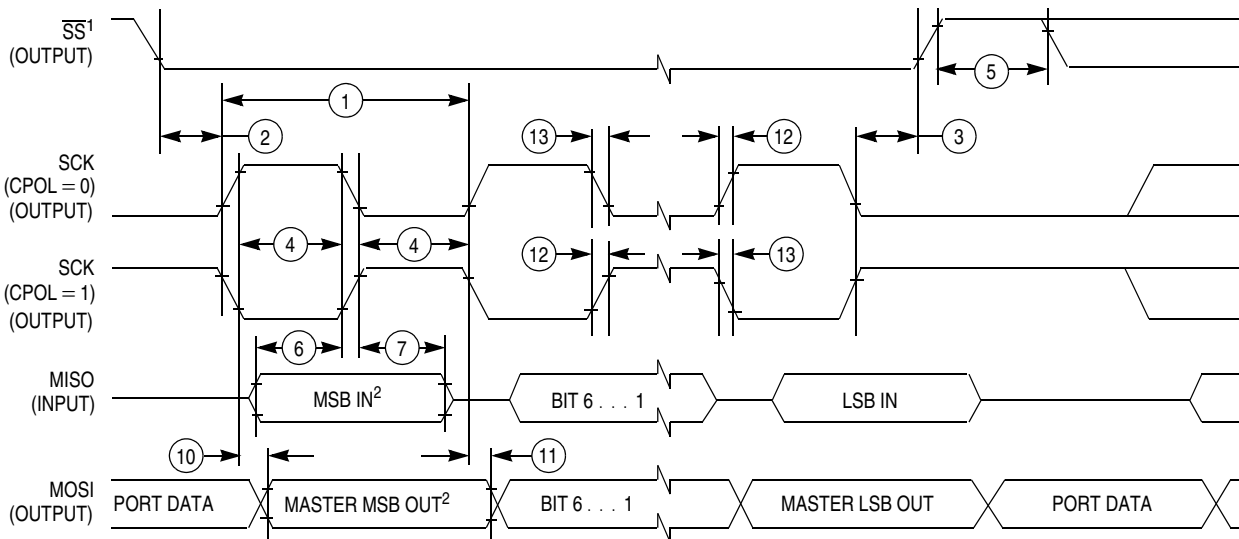 SS¹
(OUTPUT)
5
1
2
13
12
3
SCK
(CPOL = 0)
(OUTPUT)
4
4
12
13
SCK
(CPOL = 1)
(OUTPUT)
6
7
MISO
(INPUT)
MSB IN²
BIT 6 . . . 1
LSB IN
10
11
MOSI
(OUTPUT)
PORT DATA
MASTER MSB OUT²
BIT 6 . . . 1
MASTER LSB OUT
PORT DATA